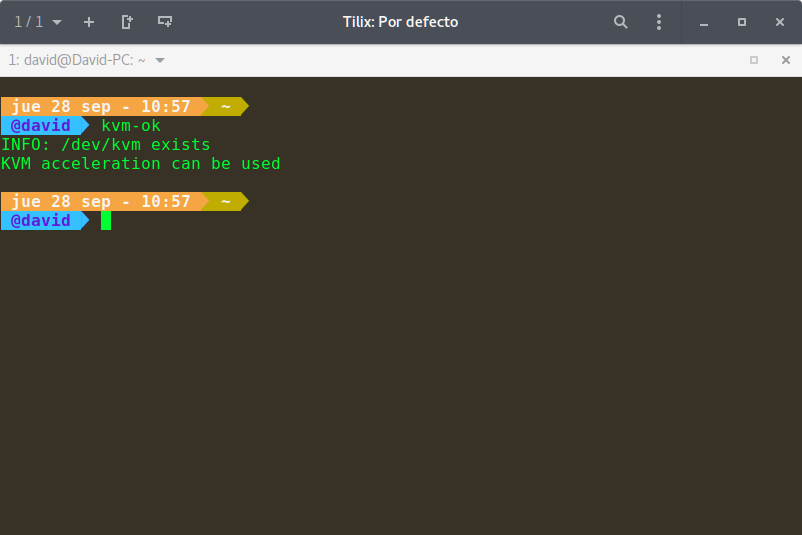 1 / 1
Tilix: Por defecto
1: david@David-PC: ~
jue 28 sep - 10:57 ~
@david kvm-ok
INFO: /dev/kvm exists
KVM acceleration can be used
jue 28 sep - 10:57 ~
@david